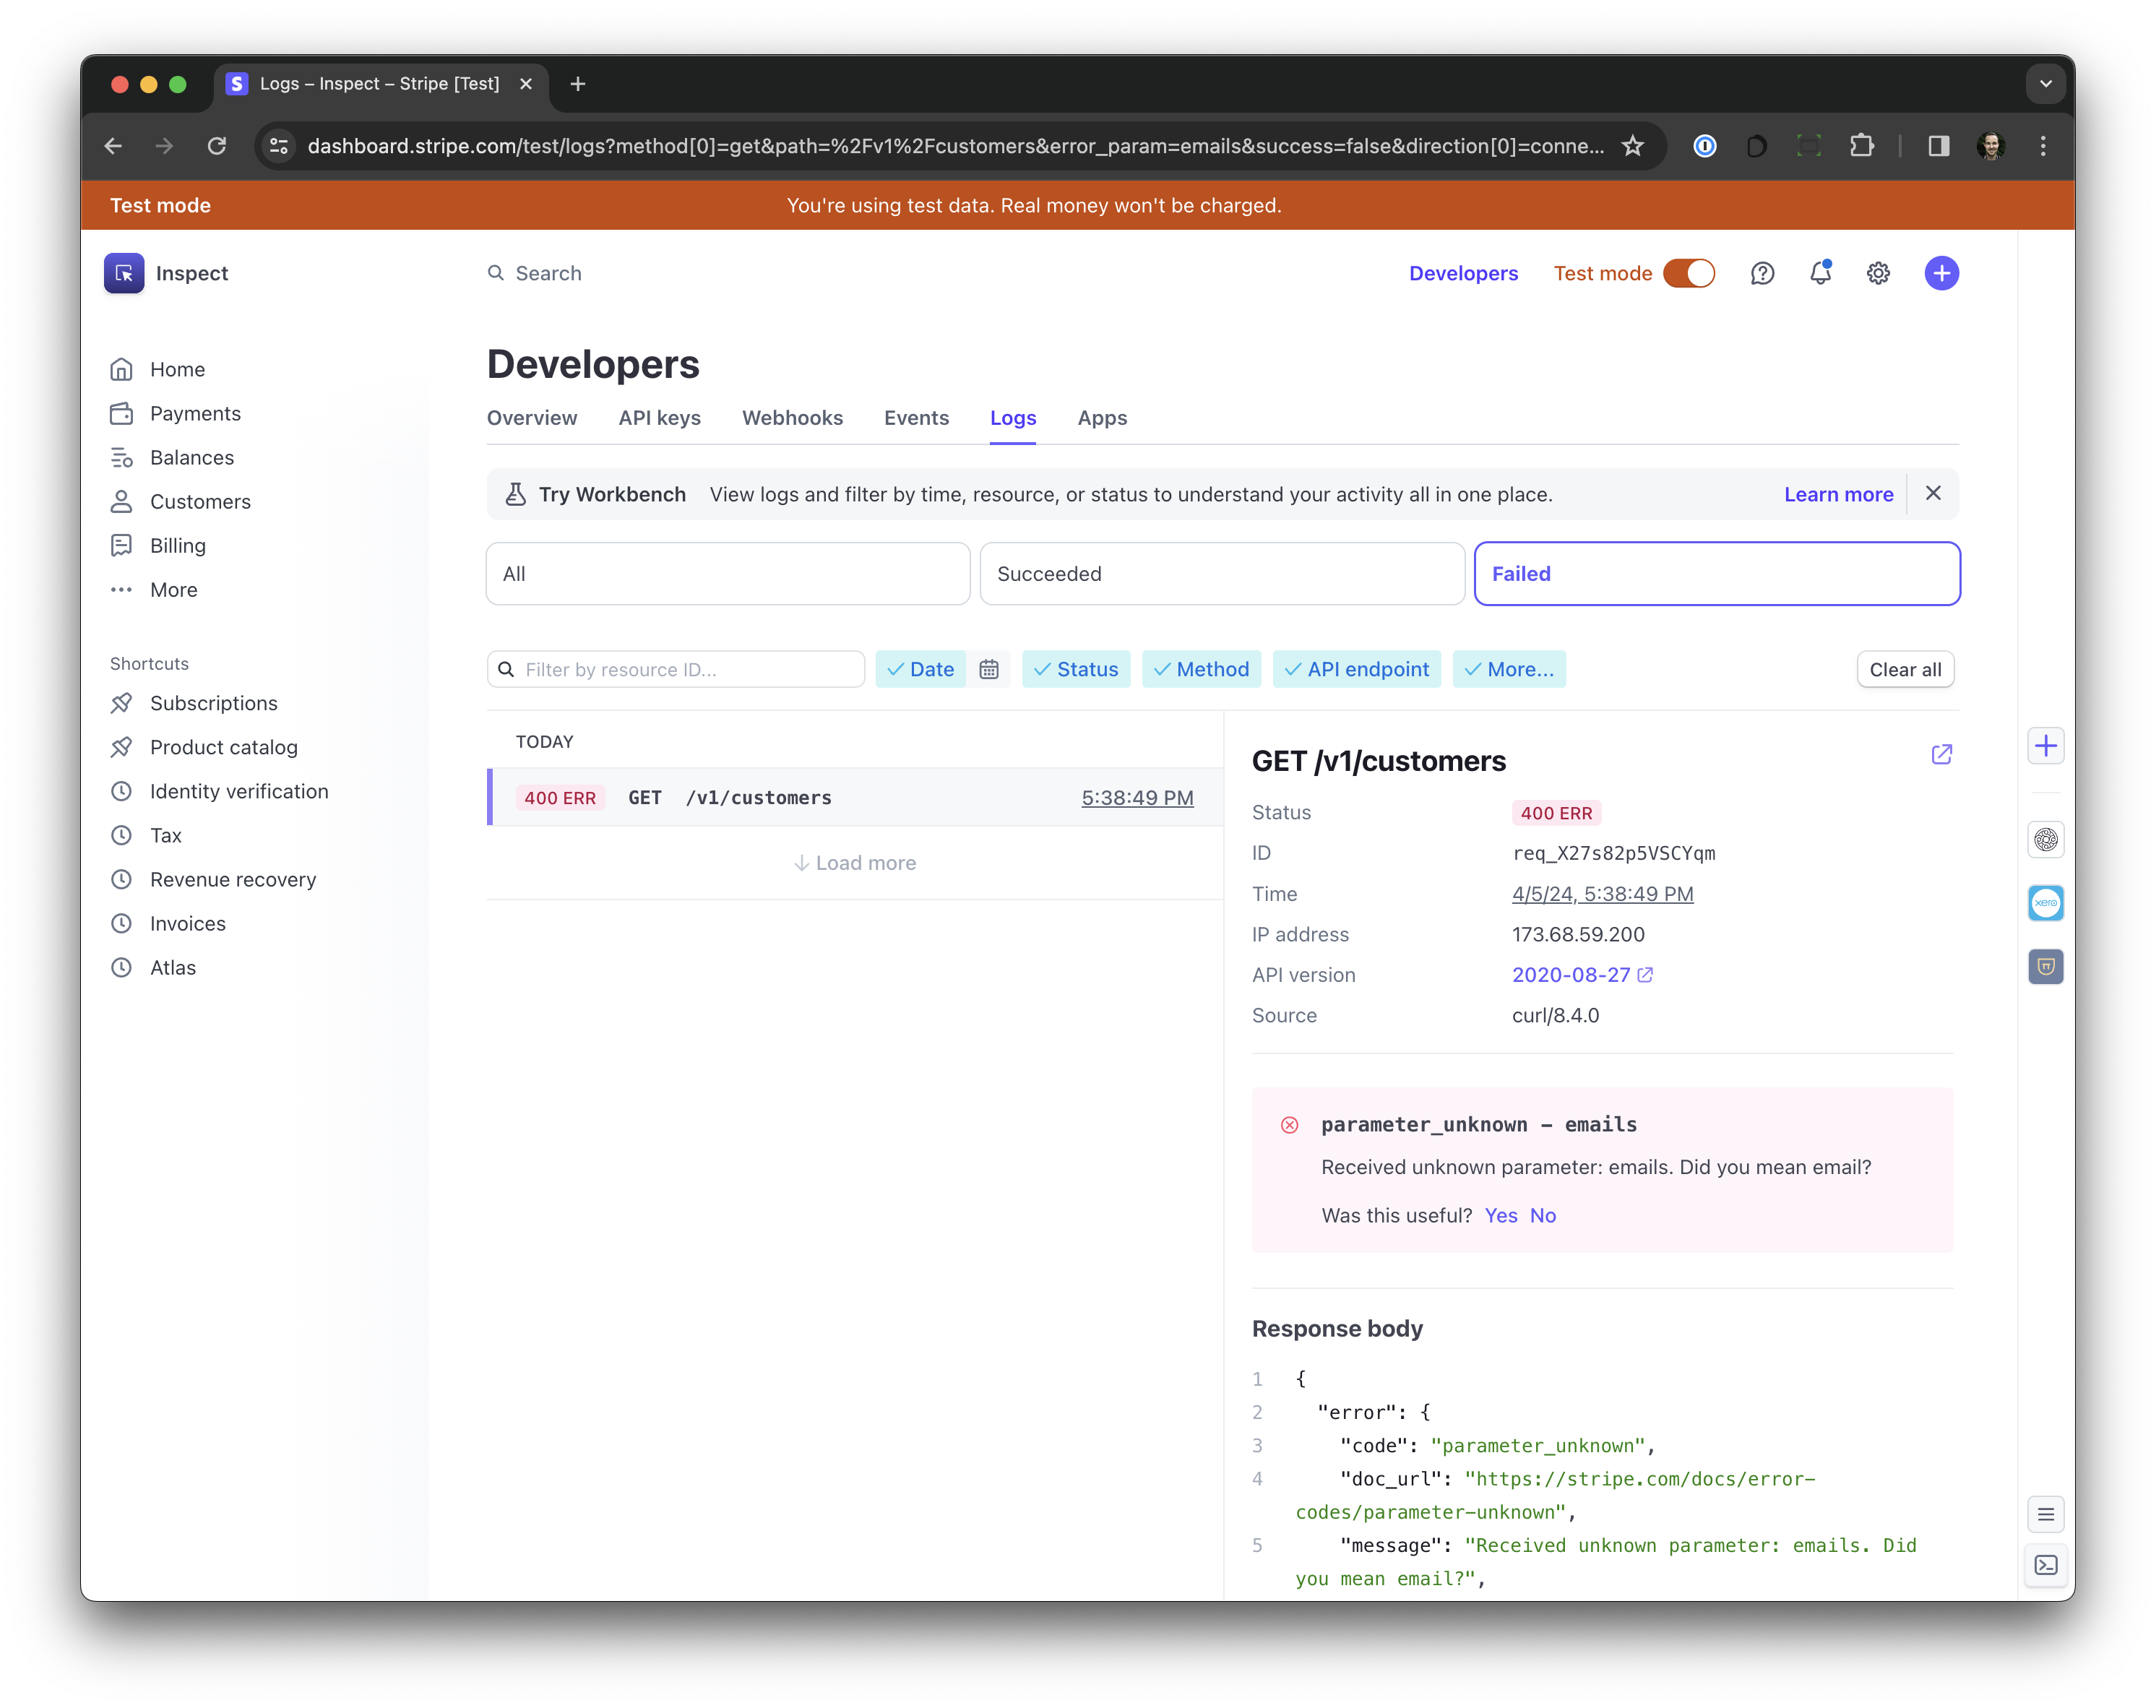 Logs – Inspect – Stripe [Test]
dashboard.stripe.com/test/logs?method[0]=get&path=%2Fv1%2Fcustomers&error_param=emails&success=false&direction[0]=conne...
Test mode
You're using test data. Real money won't be charged.
Inspect
Search
Developers
Test mode
Home
Payments
Balances
Customers
Billing
More
Shortcuts
Subscriptions
Product catalog
Identity verification
Tax
Revenue recovery
Invoices
Atlas
Developers
Overview API keys Webhooks Events Logs Apps
Try Workbench View logs and filter by time, resource, or status to understand your activity all in one place. Learn more
All
Succeeded
Failed
Filter by resource ID... Date Status Method API endpoint More... Clear all
TODAY
400 ERR GET /v1/customers 5:38:49 PM
Load more
GET /v1/customers
Status 400 ERR
ID req_X27s82p5VSCYqm
Time 4/5/24, 5:38:49 PM
IP address 173.68.59.200
API version 2020-08-27
Source curl/8.4.0
parameter_unknown – emails
Received unknown parameter: emails. Did you mean email?
Was this useful? Yes No
Response body
1 {
2 "error": {
3 "code": "parameter_unknown",
4 "doc_url": "https://stripe.com/docs/error-
codes/parameter-unknown",
5 "message": "Received unknown parameter: emails. Did
you mean email?",
xero